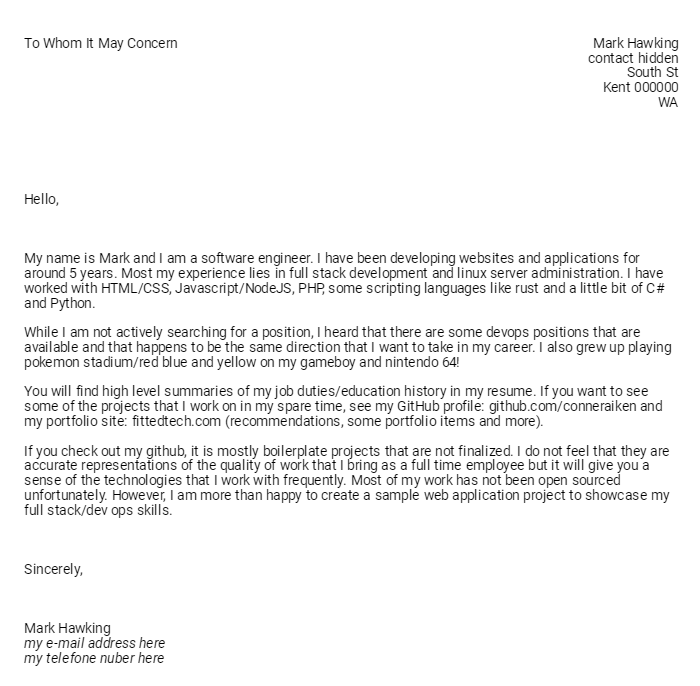 To Whom It May Concern
Mark Hawking
contact hidden
South St
Kent 000000
WA
Hello,
My name is Mark and I am a software engineer. I have been developing websites and applications for
around 5 years. Most my experience lies in full stack development and linux server administration. I have
worked with HTML/CSS, Javascript/NodeJS, PHP, some scripting languages like rust and a little bit of C#
and Python.
While I am not actively searching for a position, I heard that there are some devops positions that are
available and that happens to be the same direction that I want to take in my career. I also grew up playing
pokemon stadium/red blue and yellow on my gameboy and nintendo 64!
You will find high level summaries of my job duties/education history in my resume. If you want to see
some of the projects that I work on in my spare time, see my GitHub profile: github.com/conneraiken and
my portfolio site: fittedtech.com (recommendations, some portfolio items and more).
If you check out my github, it is mostly boilerplate projects that are not finalized. I do not feel that they are
accurate representations of the quality of work that I bring as a full time employee but it will give you a
sense of the technologies that I work with frequently. Most of my work has not been open sourced
unfortunately. However, I am more than happy to create a sample web application project to showcase my
full stack/dev ops skills.
Sincerely,
Mark Hawking
my e-mail address here
my telefone nuber here